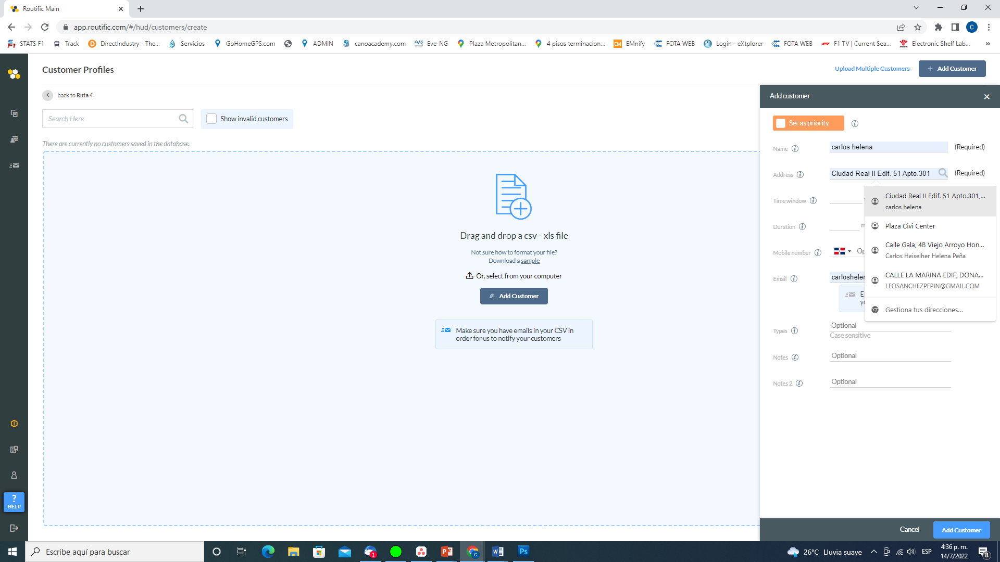 Routific Main
app.routific.com/#/hud/customers/create
STATS F1
Track
DirectIndustry - The...
Servicios
GoHomeGPS.com
ADMIN
canoacademy.com
Eve-NG
Plaza Metropolitan...
4 pisos terminacion...
EMnify
FOTA WEB
Login - eXtplorer
FOTA WEB
F1 TV | Current Sea...
Electronic Shelf Lab...
»
Customer Profiles
Upload Multiple Customers
+ Add Customer
back to Ruta 4
Search Here
Show invalid customers
There are currently no customers saved in the database.
Drag and drop a csv - xls file
Not sure how to format your file?
Download a sample
Or, select from your computer
Add Customer
Make sure you have emails in your CSV in
order for us to notify your customers
Add customer
Set as priority
Name
carlos helena
(Required)
Address
Ciudad Real II Edif. 51 Apto.301
(Required)
Time window
Duration
m
Mobile number
Op
Email
carloshelen
E
ye
Ciudad Real II Edif. 51 Apto.301,...
carlos helena
Plaza Civi Center
Calle Gala, 4B Viejo Arroyo Hon...
Carlos Heiselher Helena Peña
CALLE LA MARINA EDIF, DONA...
LEOSANCHEZPEPIN@GMAIL.COM
Gestiona tus direcciones...
Types
Optional
Case sensitive
Notes
Optional
Notes 2
Optional
Cancel
Add Customer
?
HELP
Escribe aquí para buscar
1
26°C Lluvia suave
ESP
4:36 p. m.
14/7/2022
8